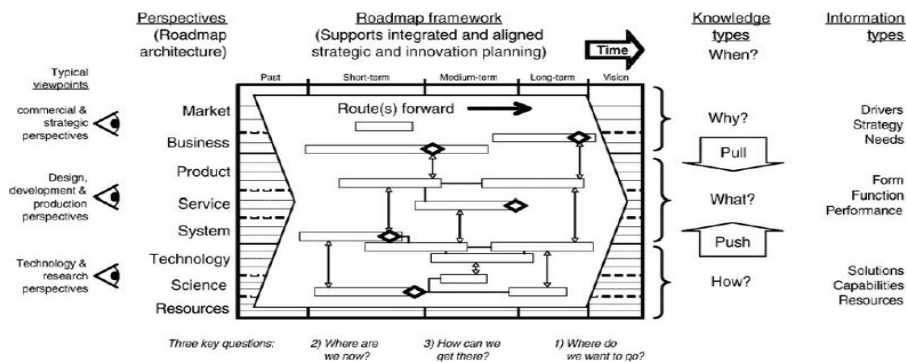 Perspectives
(Roadmap
architecture)
Roadmap framework
(Supports integrated and aligned
strategic and innovation planning)
Time
Knowledge
types
When?
Information
types
Typical
viewpoints
Past
Short-term
Medium-term
Long-term
Vision
commercial &
strategic
perspectives
Market
Business
Route(s) forward
Why?
Drivers
Strategy
Needs
Pull
Design,
development &
production
perspectives
Product
Service
System
What?
Form
Function
Performance
Push
Technology &
research
perspectives
Technology
Science
Resources
How?
Solutions
Capabilities
Resources
Three key questions:
2) Where are
we now?
3) How can we
get there?
1) Where do
we want to go?